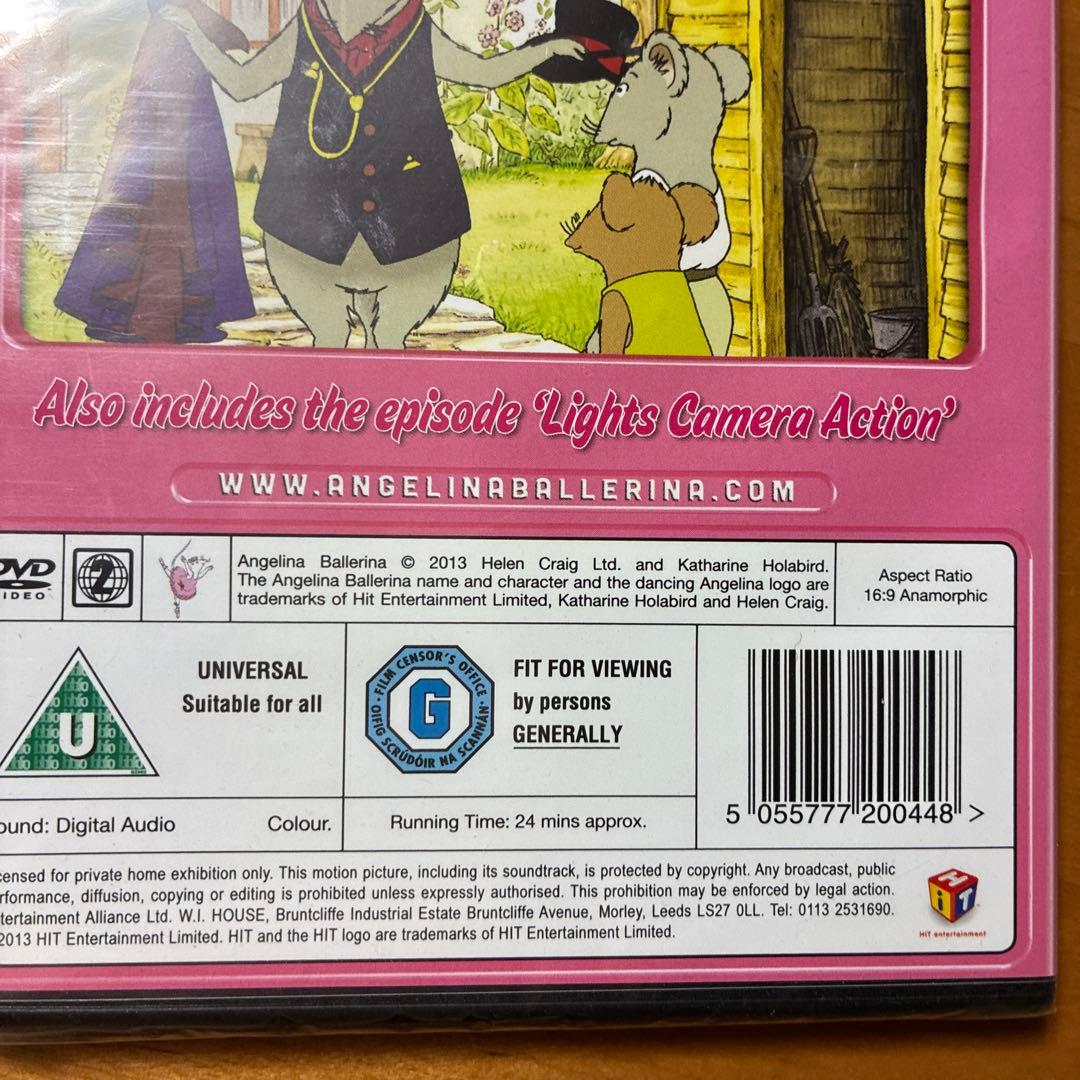 Also includes the episode ‘Lights Camera Action’
WWW.ANGELINABALLERINA.COM
DVD
VIDEO
2
Angelina Ballerina © 2013 Helen Craig Ltd. and Katharine Holabird.
The Angelina Ballerina name and character and the dancing Angelina logo are
trademarks of Hit Entertainment Limited, Katharine Holabird and Helen Craig.
Aspect Ratio
16:9 Anamorphic
U
UNIVERSAL
Suitable for all
FILM CENSOR'S OFFICE
G
OIFIG SCRÚDÓIR NA SCANNÁN
FIT FOR VIEWING
by persons
GENERALLY
5 055777 200448 >
ound: Digital Audio
Colour.
Running Time: 24 mins approx.
ensed for private home exhibition only. This motion picture, including its soundtrack, is protected by copyright. Any broadcast, public
rformance, diffusion, copying or editing is prohibited unless expressly authorised. This prohibition may be enforced by legal action.
tertainment Alliance Ltd. W.I. HOUSE, Bruntcliffe Industrial Estate Bruntcliffe Avenue, Morley, Leeds LS27 0LL. Tel: 0113 2531690.
2013 HIT Entertainment Limited. HIT and the HIT logo are trademarks of HIT Entertainment Limited.
HiT
HiT entertainment